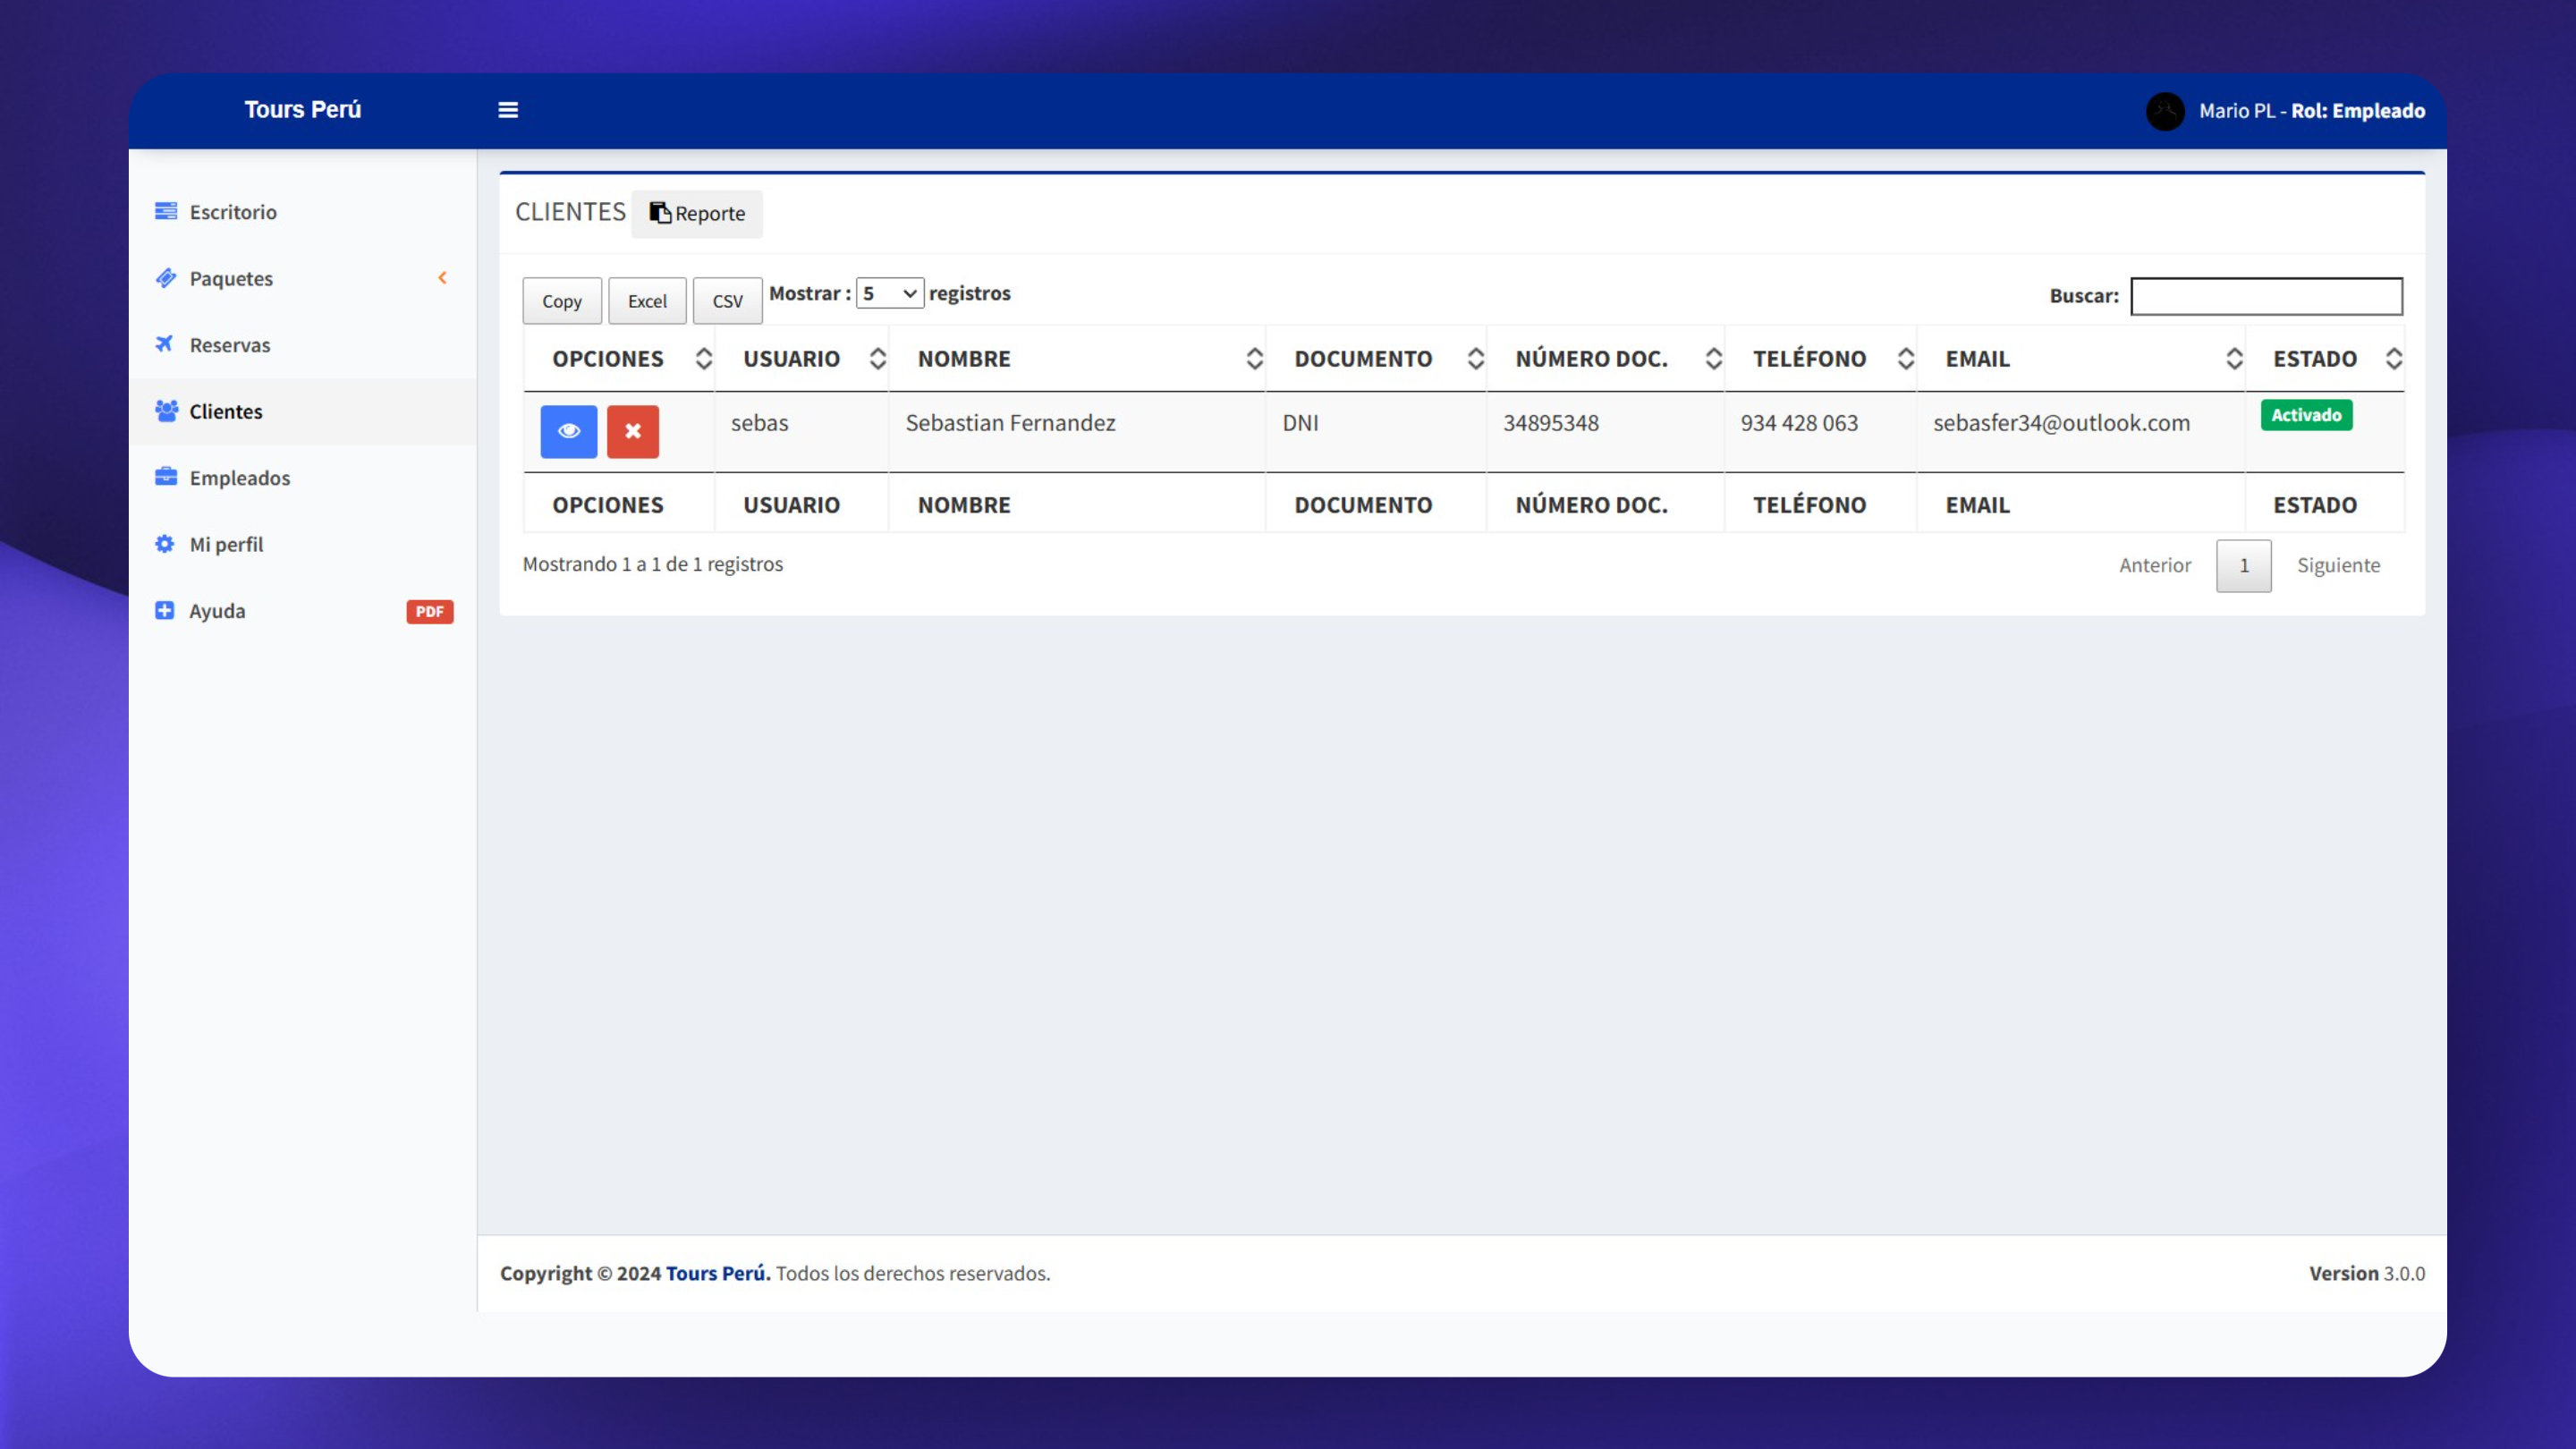 Tours Perú
Mario PL - Rol: Empleado
Escritorio
Paquetes
Reservas
Clientes
Empleados
Mi perfil
Ayuda PDF
CLIENTES Reporte
Copy Excel CSV Mostrar : 5 registros Buscar:
OPCIONES USUARIO NOMBRE DOCUMENTO NÚMERO DOC. TELÉFONO EMAIL ESTADO
sebas Sebastian Fernandez DNI 34895348 934 428 063 sebasfer34@outlook.com Activado
OPCIONES USUARIO NOMBRE DOCUMENTO NÚMERO DOC. TELÉFONO EMAIL ESTADO
Mostrando 1 a 1 de 1 registros Anterior 1 Siguiente
Copyright © 2024 Tours Perú. Todos los derechos reservados. Version 3.0.0